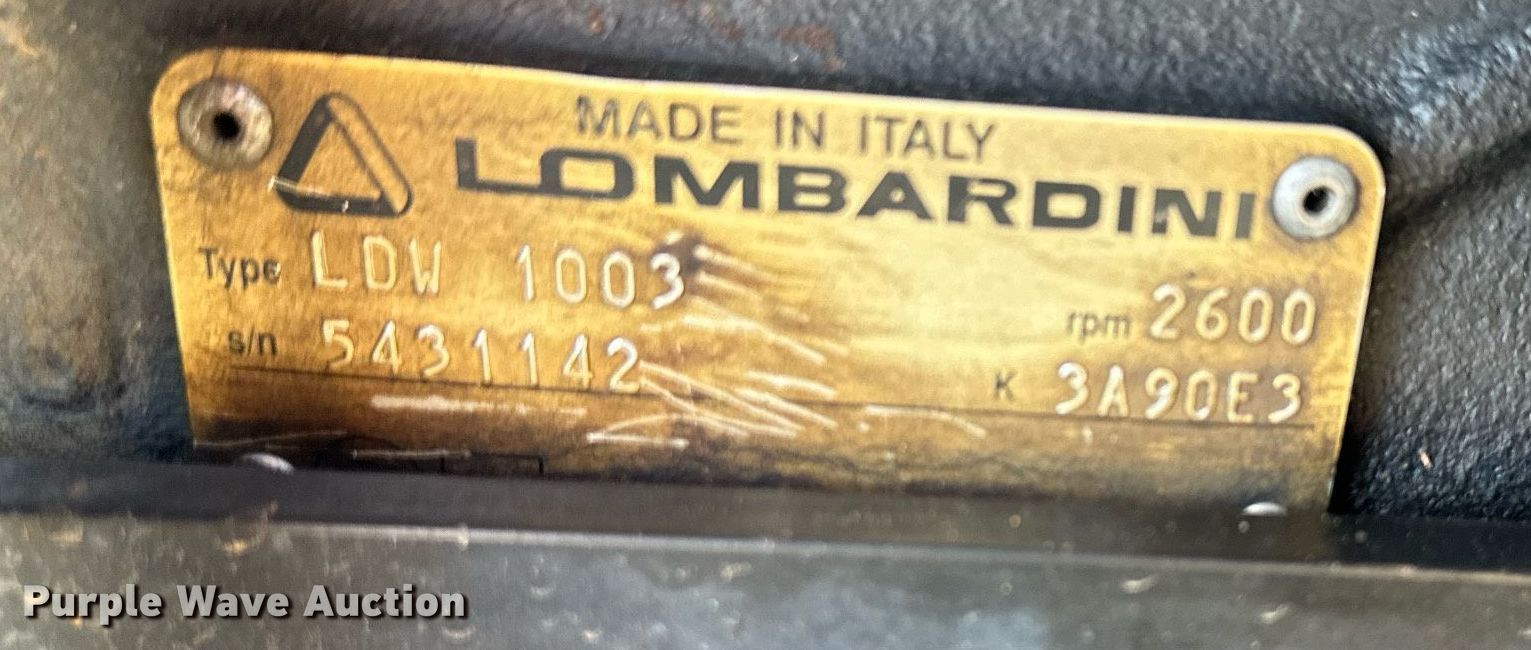 MADE IN ITALY
LOMBARDINI
Type LDW 1003
rpm 2600
s/n 5431142
K 3A90E3
Purple Wave Auction